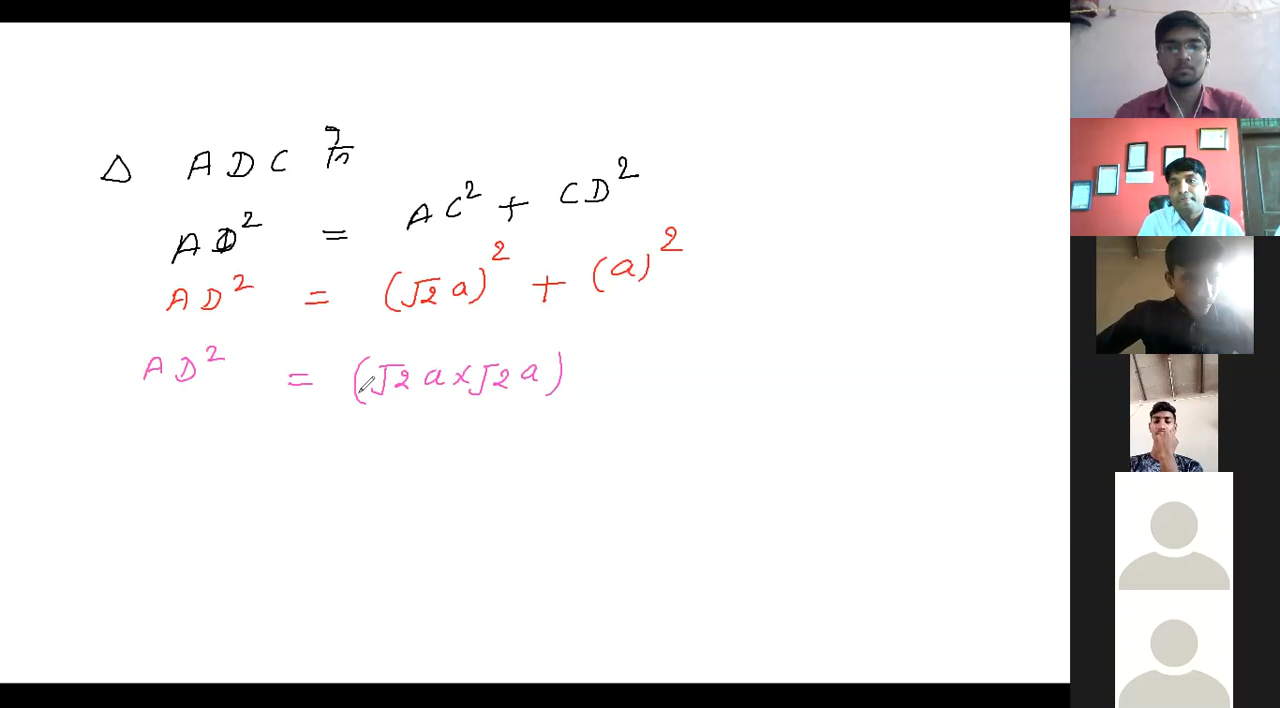 Δ ADC में
AD² = AC² + CD²
AD² = (√2 a)² + (a)²
AD² = (√2 a × √2 a)